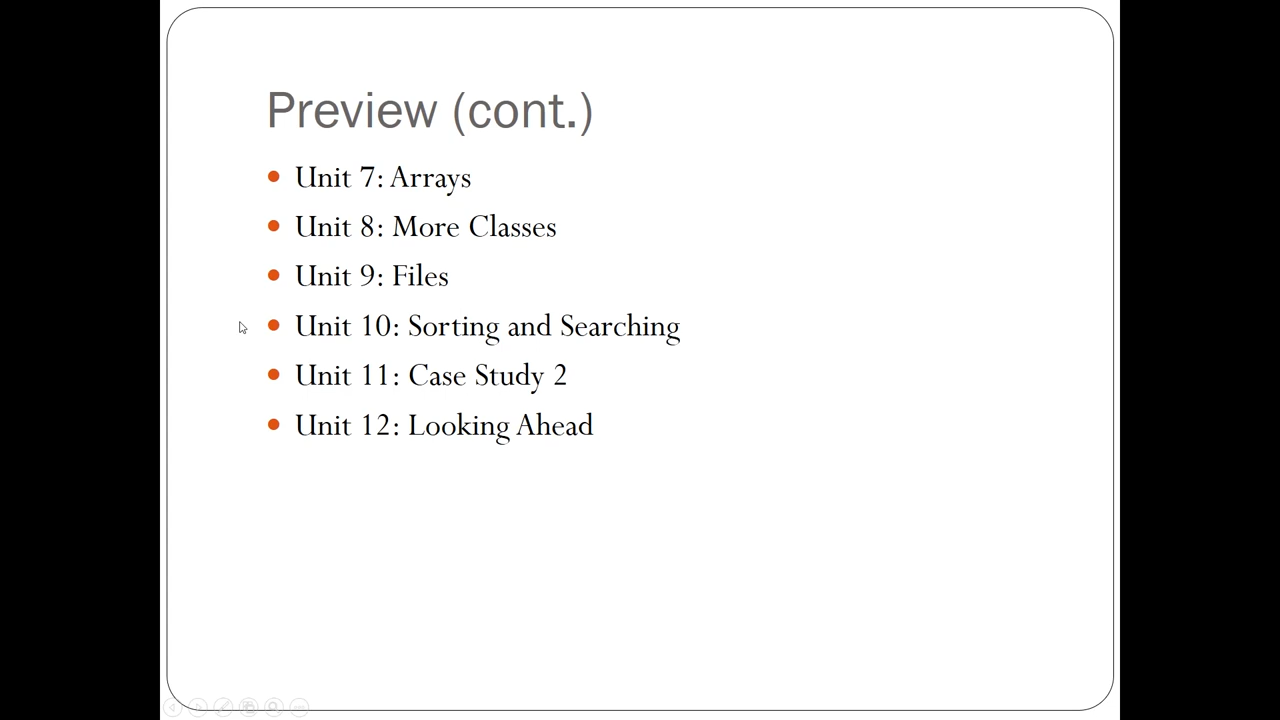 Preview (cont.)
Unit 7: Arrays
Unit 8: More Classes
Unit 9: Files
Unit 10: Sorting and Searching
Unit 11: Case Study 2
Unit 12: Looking Ahead